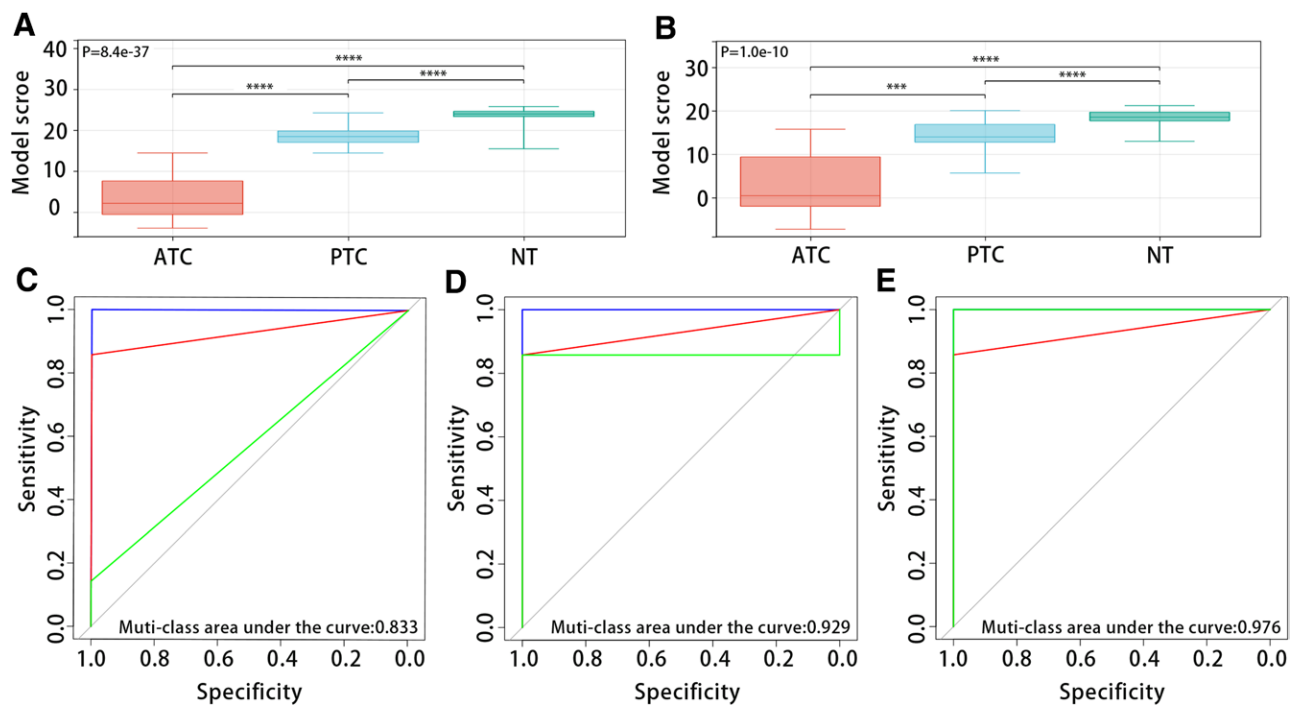 A
P=8.4e-37
****
****
****
Model scroe
40
30
20
10
0
ATC
PTC
NT
B
P=1.0e-10
****
****
***
Model scroe
30
20
10
0
ATC
PTC
NT
C
Sensitivity
1.0
0.8
0.6
0.4
0.2
0.0
Muti-class area under the curve:0.833
1.0 0.8 0.6 0.4 0.2 0.0
Specificity
D
Sensitivity
1.0
0.8
0.6
0.4
0.2
0.0
Muti-class area under the curve:0.929
1.0 0.8 0.6 0.4 0.2 0.0
Specificity
E
Sensitivity
1.0
0.8
0.6
0.4
0.2
0.0
Muti-class area under the curve:0.976
1.0 0.8 0.6 0.4 0.2 0.0
Specificity